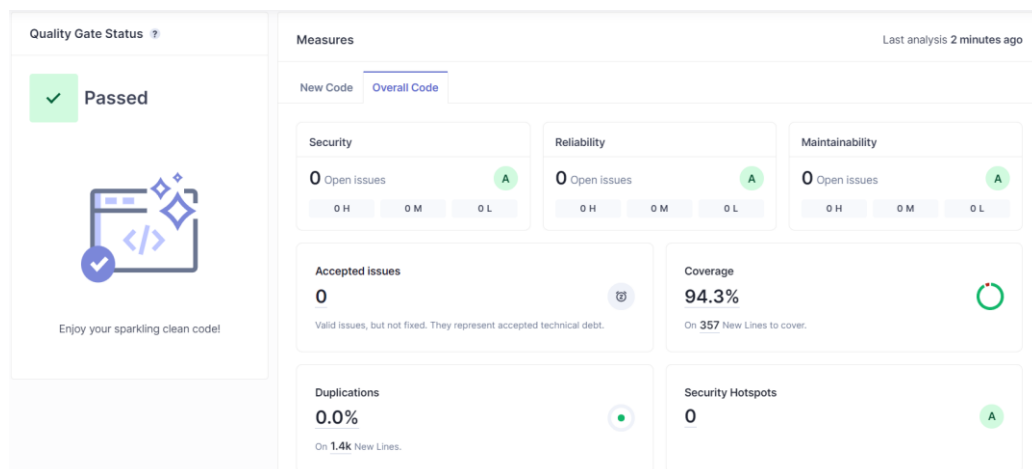 Quality Gate Status ?
Passed
Enjoy your sparkling clean code!
Measures
Last analysis 2 minutes ago
New Code
Overall Code
Security
0 Open issues
A
0 H
0 M
0 L
Reliability
0 Open issues
A
0 H
0 M
0 L
Maintainability
0 Open issues
A
0 H
0 M
0 L
Accepted issues
0
Valid issues, but not fixed. They represent accepted technical debt.
Coverage
94.3%
On 357 New Lines to cover.
Duplications
0.0%
On 1.4k New Lines.
Security Hotspots
0
A